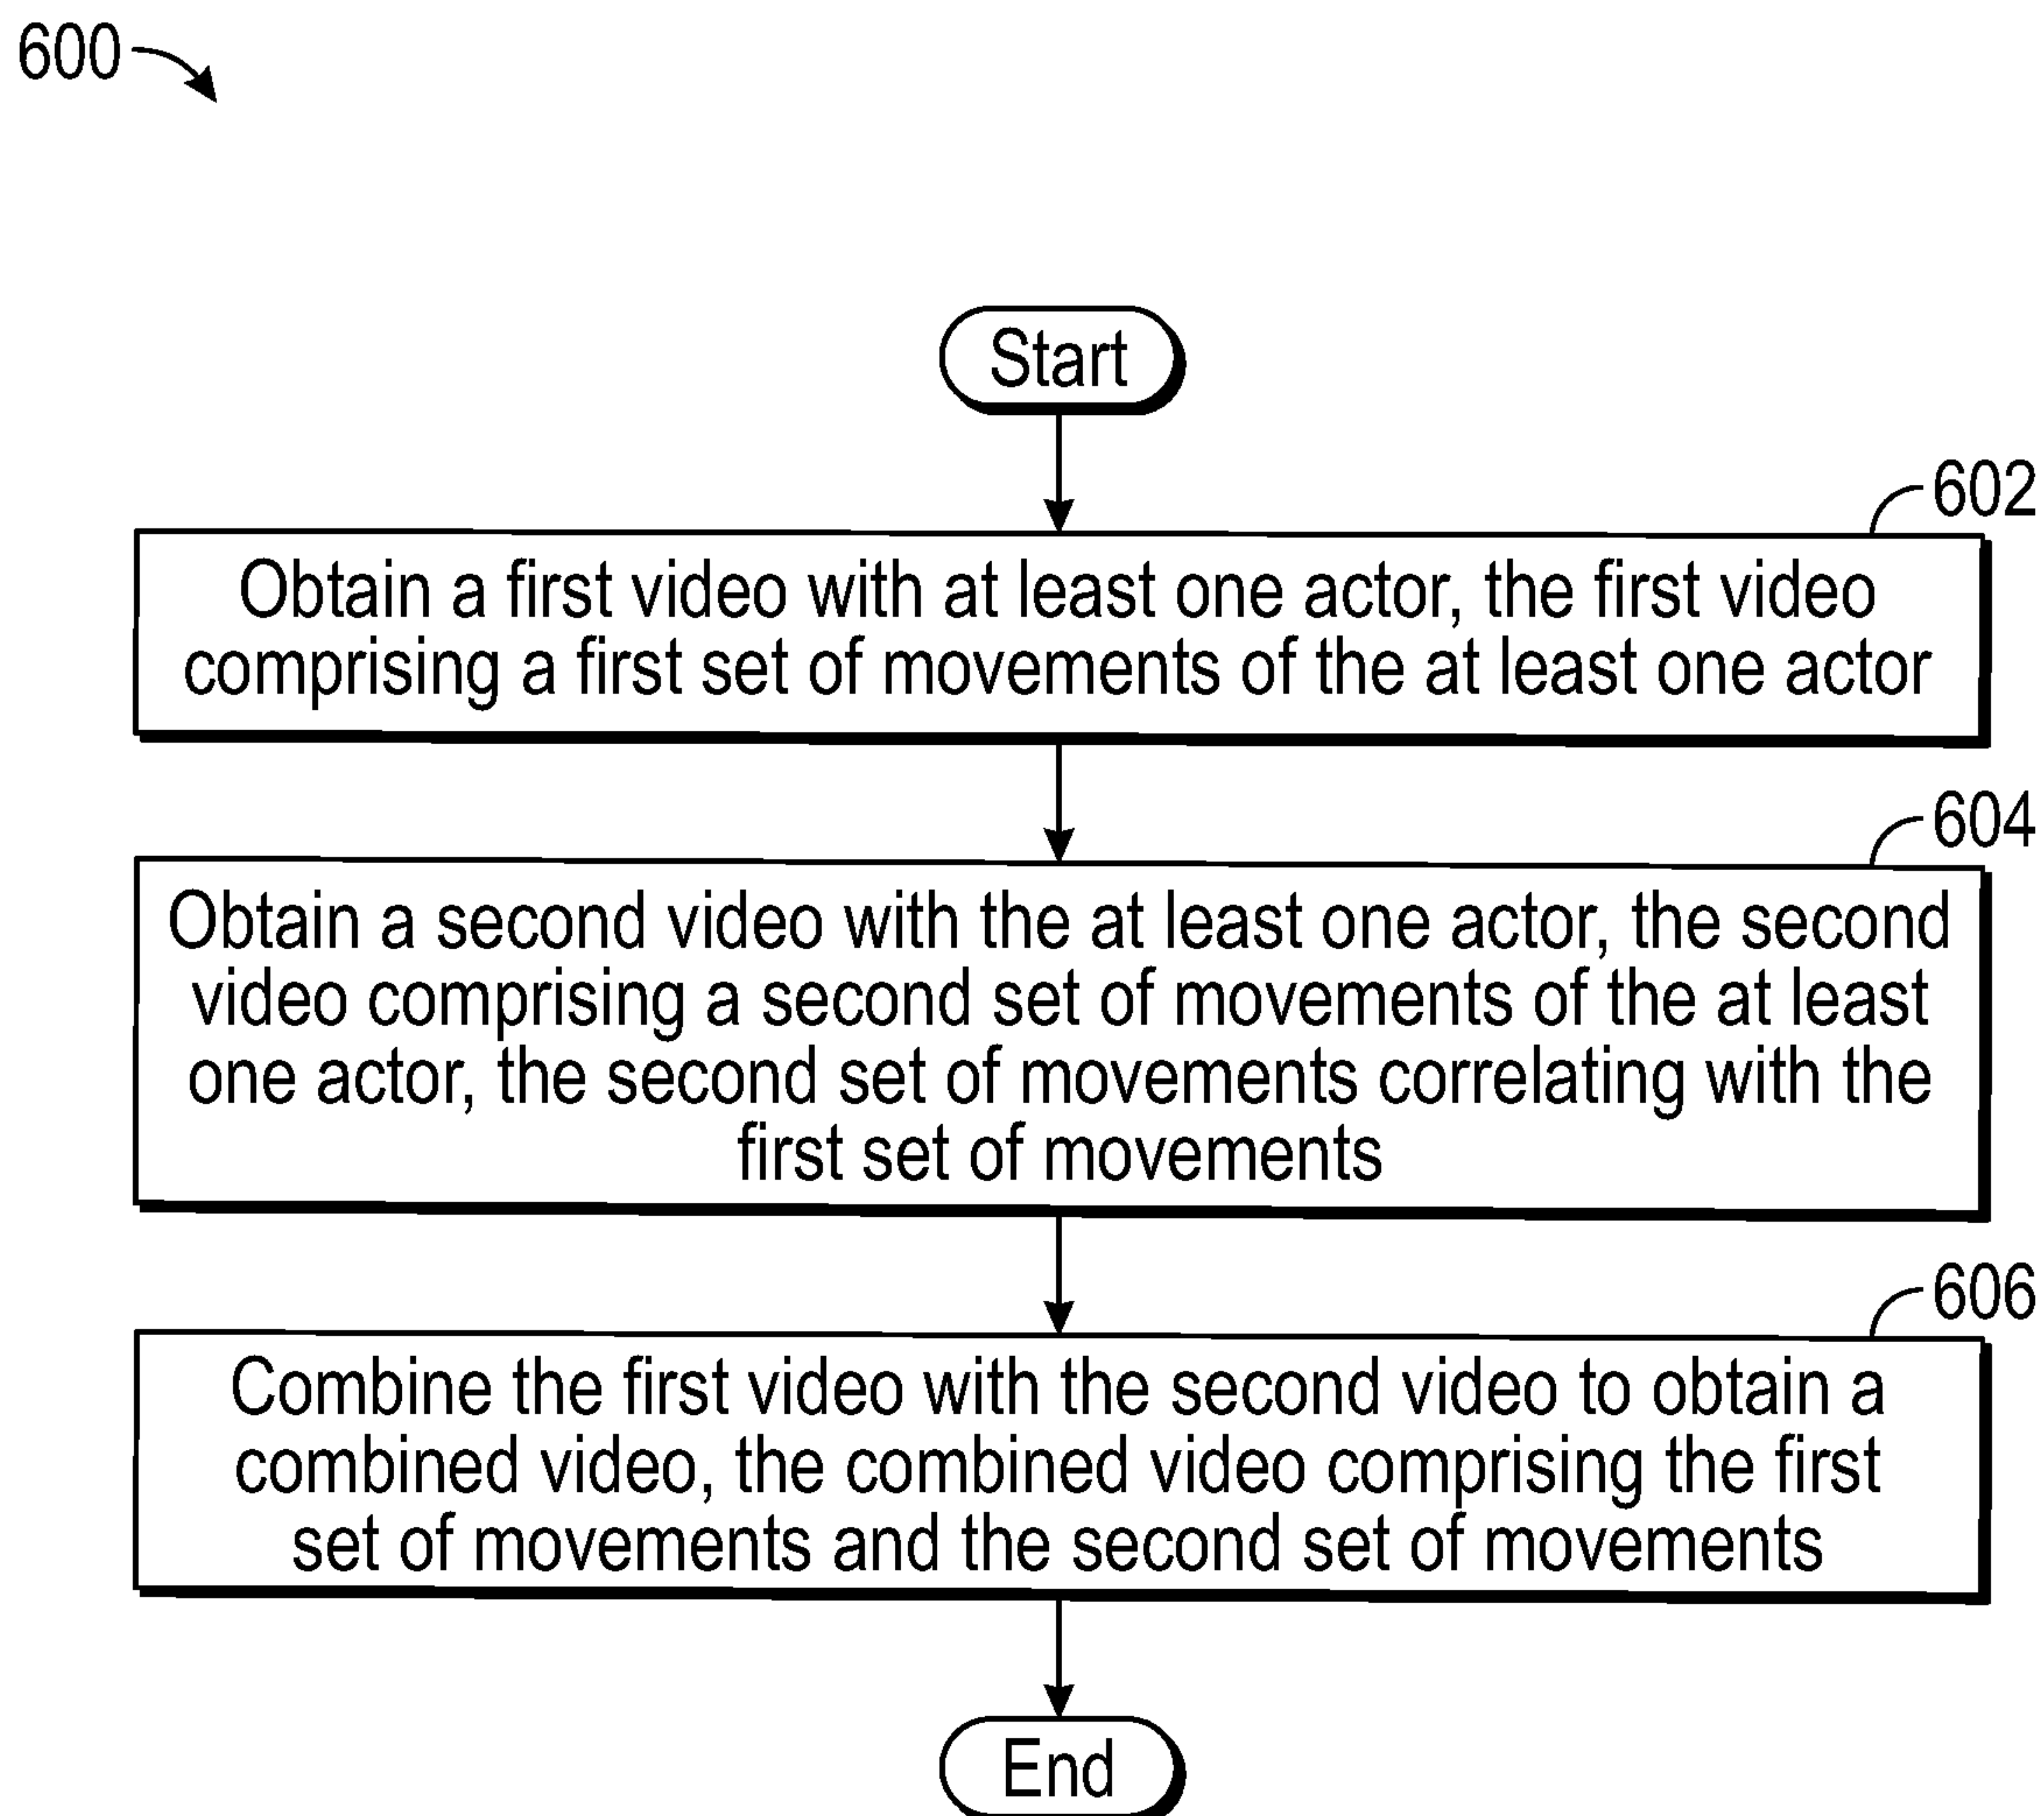 600
Start
602
Obtain a first video with at least one actor, the first video
comprising a first set of movements of the at least one actor
604
Obtain a second video with the at least one actor, the second
video comprising a second set of movements of the at least
one actor, the second set of movements correlating with the
first set of movements
606
Combine the first video with the second video to obtain a
combined video, the combined video comprising the first
set of movements and the second set of movements
End